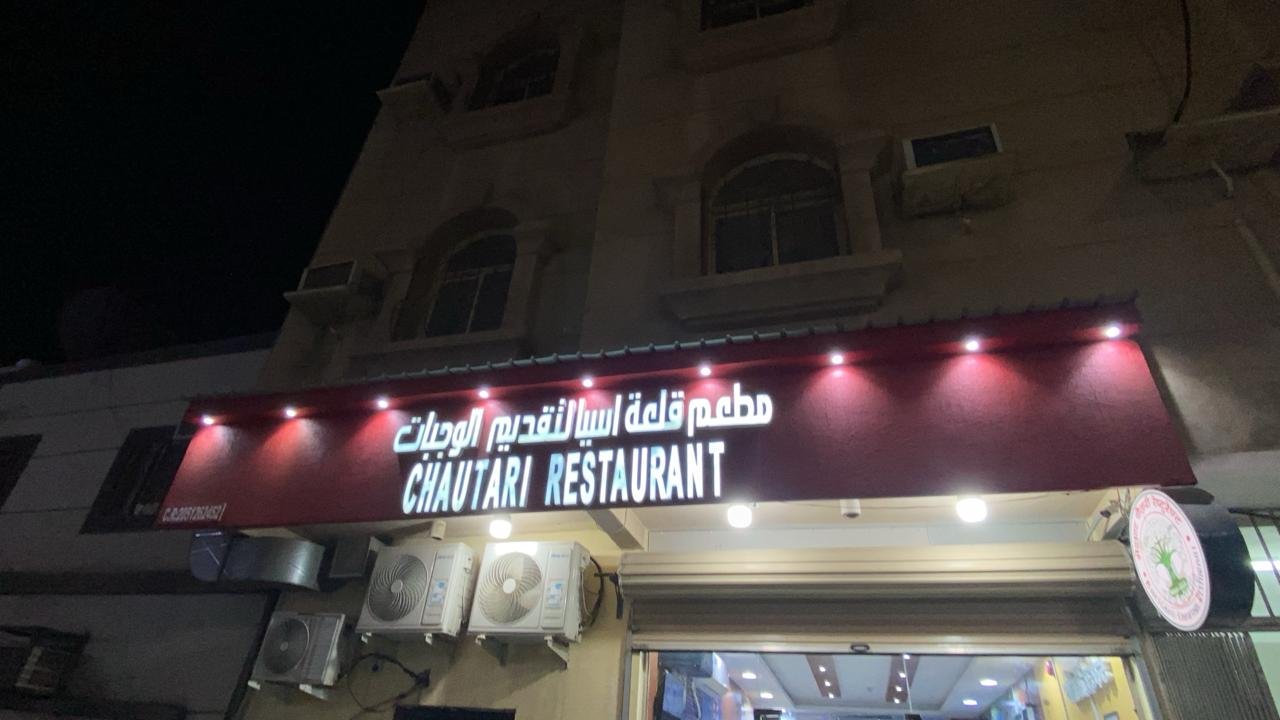 مطعم قلعة اسيا لتقديم الوجبات
CHAUTARI RESTAURANT